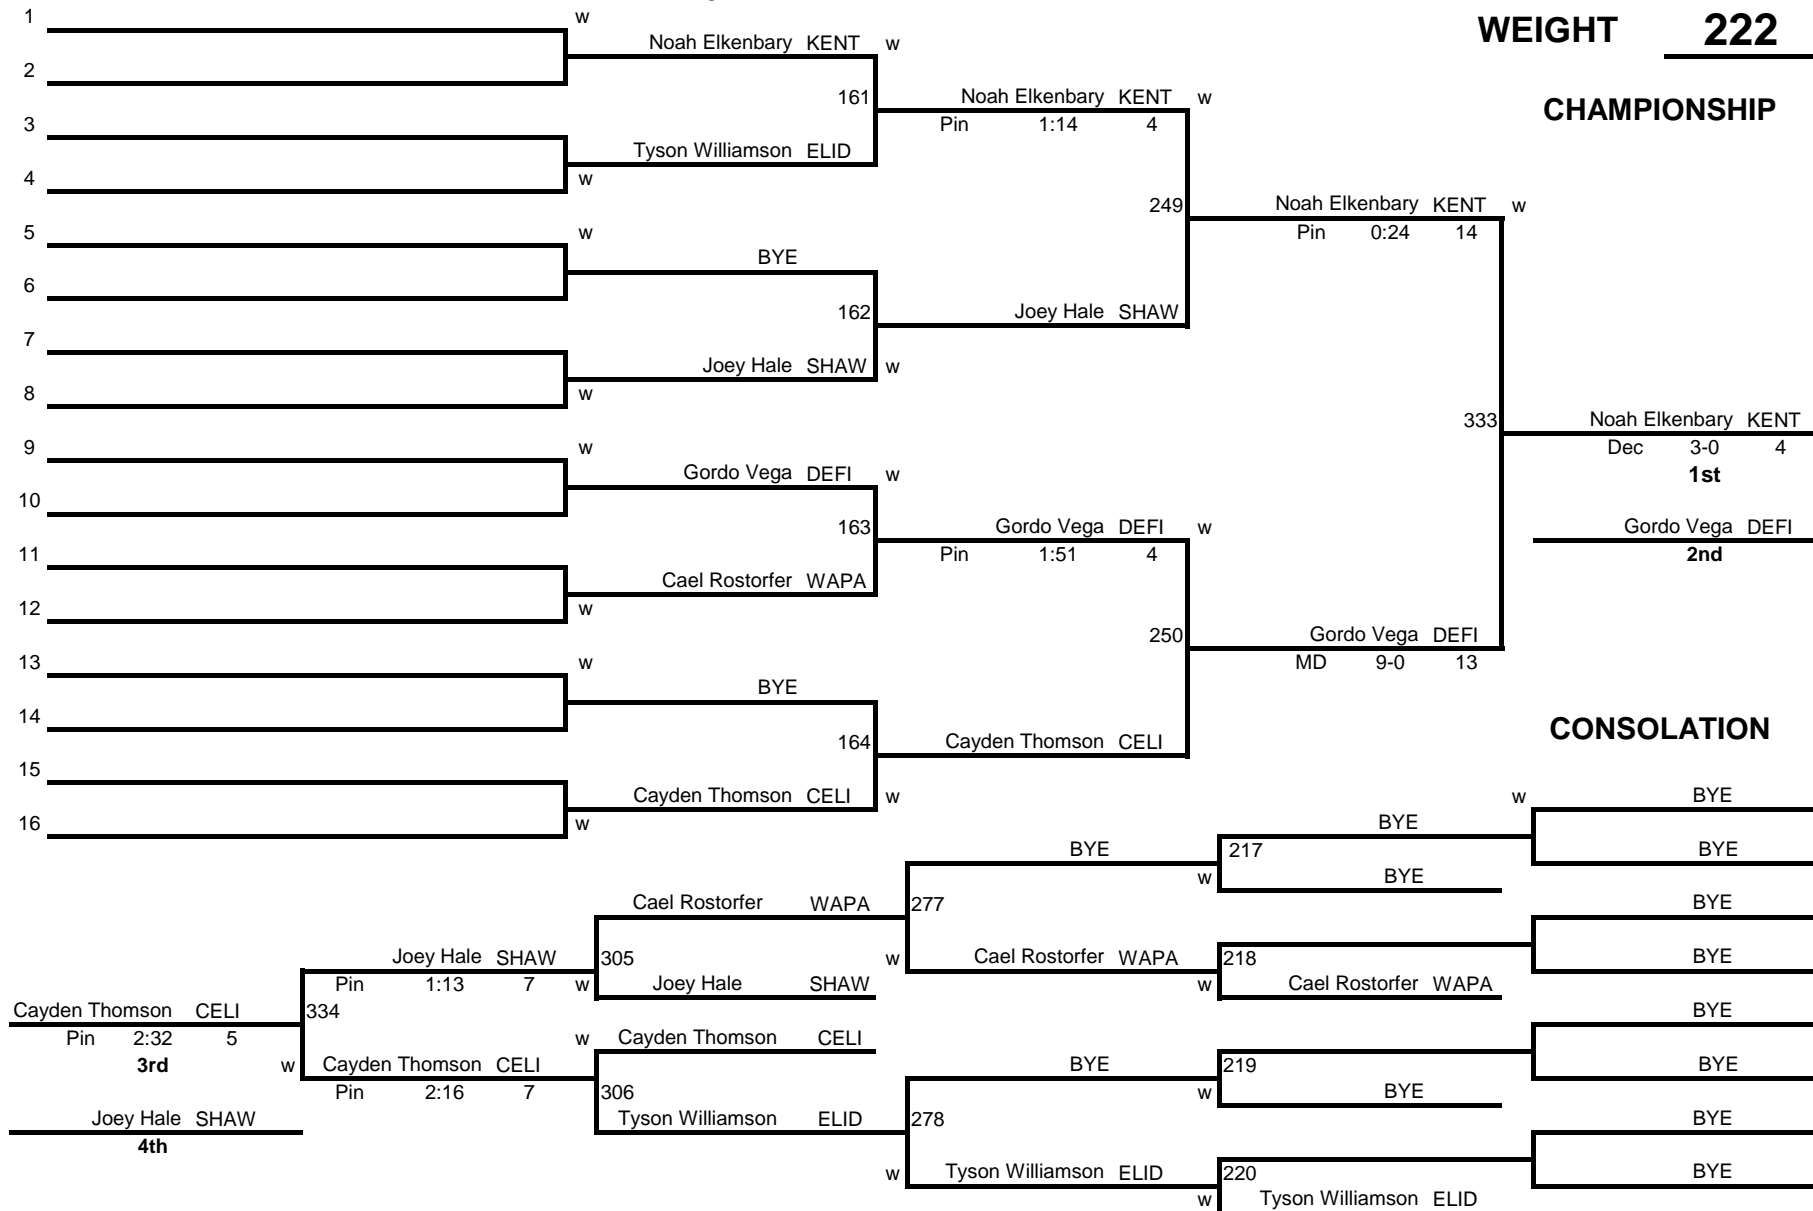 1 w
Noah Elkenbary KENT w
WEIGHT 222
2
161 Noah Elkenbary KENT w
Pin 1:14 4
CHAMPIONSHIP
3
Tyson Williamson ELID
4 w
249 Noah Elkenbary KENT w
Pin 0:24 14
5 w
BYE
6
162 Joey Hale SHAW
7
Joey Hale SHAW w
8 w
333 Noah Elkenbary KENT
Dec 3-0 4
1st
9 w
Gordo Vega DEFI w
10
163 Gordo Vega DEFI w
Pin 1:51 4
Gordo Vega DEFI
2nd
11
Cael Rostorfer WAPA
12 w
250 Gordo Vega DEFI
MD 9-0 13
13 w
BYE
14
164 Cayden Thomson CELI
CONSOLATION
15
Cayden Thomson CELI w
16 w
w BYE
BYE
BYE 217 BYE
w BYE
Cael Rostorfer WAPA 277 BYE
Joey Hale SHAW 305 w Cael Rostorfer WAPA 218 BYE
Pin 1:13 7 w Joey Hale SHAW w Cael Rostorfer WAPA
Cayden Thomson CELI 334 BYE
Pin 2:32 5 w Cayden Thomson CELI
3rd w Cayden Thomson CELI BYE 219 BYE
Pin 2:16 7 306 w BYE
Joey Hale SHAW Tyson Williamson ELID 278 BYE
4th
w Tyson Williamson ELID 220 BYE
w Tyson Williamson ELID